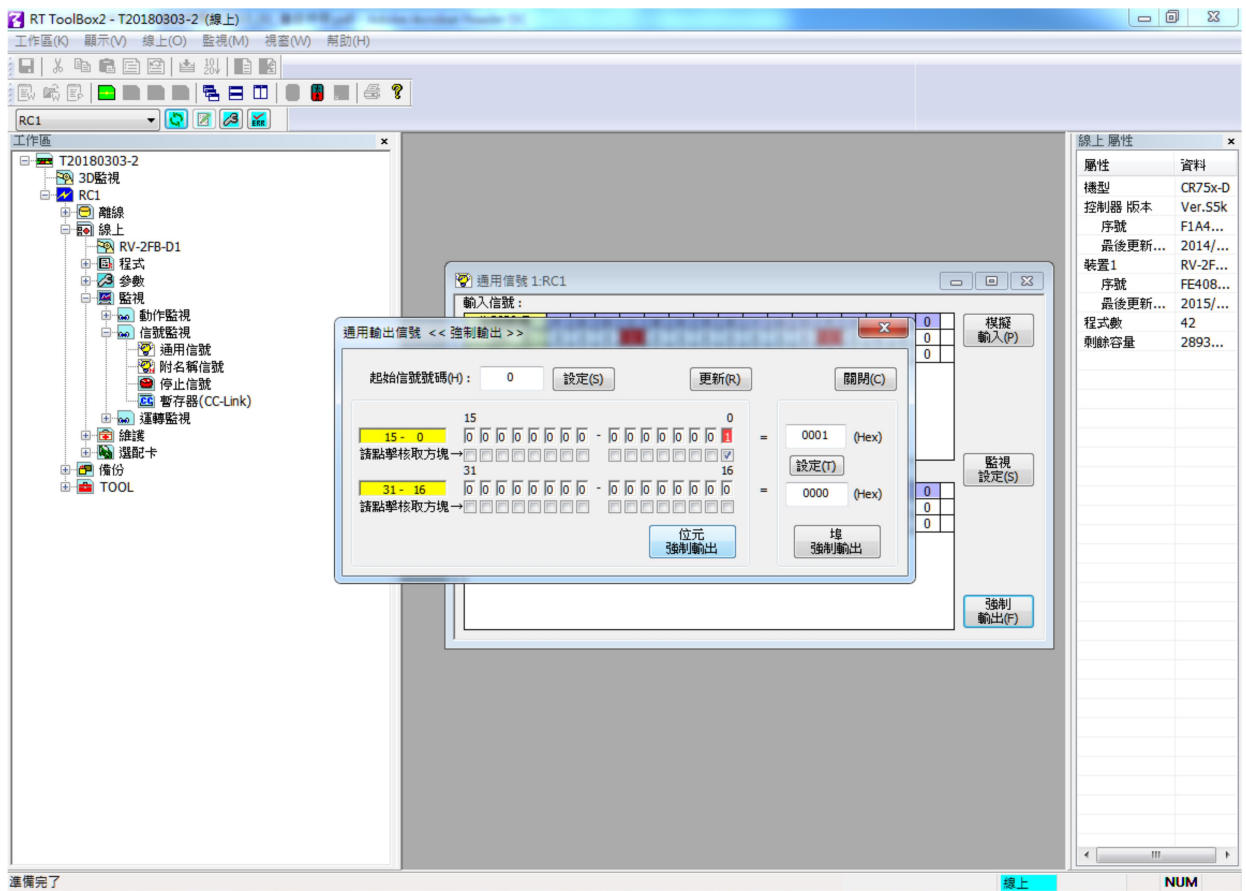 RT ToolBox2 - T20180303-2 (線上)
工作區(K) 顯示(V) 線上(O) 監視(M) 視窗(W) 幫助(H)
RC1
工作區
T20180303-2
3D監視
RC1
離線
線上
RV-2FB-D1
程式
參數
監視
動作監視
信號監視
通用信號
附名稱信號
停止信號
暫存器(CC-Link)
運轉監視
維護
選配卡
備份
TOOL
通用信號 1:RC1
輸入信號：
0
0
0
模擬
輸入(P)
監視
設定(S)
0
0
0
強制
輸出(F)
通用輸出信號 << 強制輸出 >>
起始信號號碼(H)： 0 設定(S) 更新(R) 關閉(C)
15 0
15 - 0 0 0 0 0 0 0 0 0 - 0 0 0 0 0 0 0 1 = 0001 (Hex)
請點擊核取方塊→
設定(T)
31 16
31 - 16 0 0 0 0 0 0 0 0 - 0 0 0 0 0 0 0 0 = 0000 (Hex)
請點擊核取方塊→
位元
強制輸出
埠
強制輸出
線上 屬性
屬性 資料
機型 CR75x-D
控制器 版本 Ver.S5k
序號 F1A4...
最後更新... 2014/...
裝置1 RV-2F...
序號 FE408...
最後更新... 2015/...
程式數 42
剩餘容量 2893...
準備完了
線上
NUM